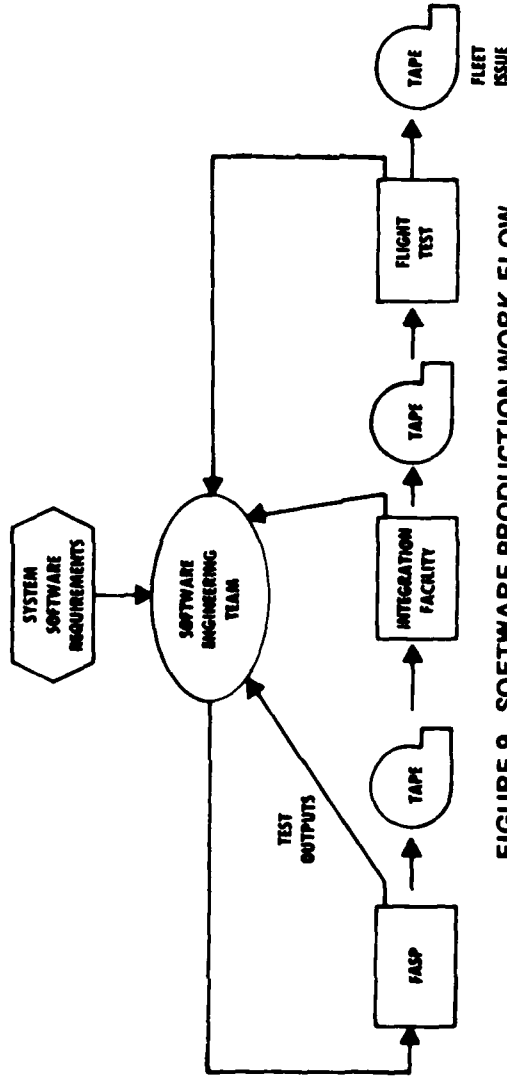 SYSTEM
SOFTWARE
REQUIREMENTS
SOFTWARE
ENGINEERING
TEAM
TEST
OUTPUTS
FASP
TAPE
INTEGRATION
FACILITY
TAPE
FLIGHT
TEST
TAPE
FLEET
ISSUE
FIGURE 9 SOFTWARE PRODUCTION WORK FLOW